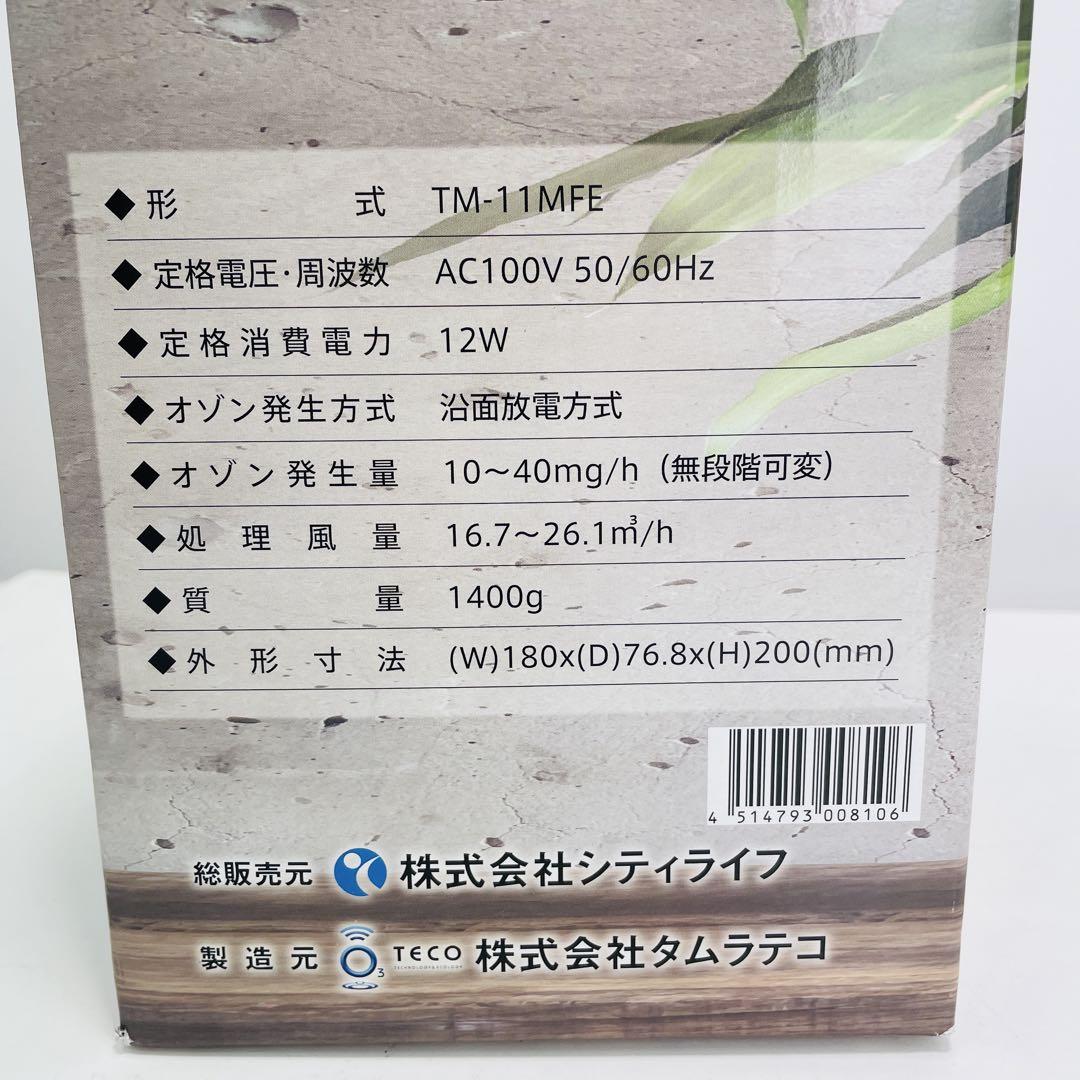 ◆形式 TM-11MFE
◆定格電圧・周波数 AC100V 50/60Hz
◆定格消費電力 12W
◆オゾン発生方式 沿面放電方式
◆オゾン発生量 10～40mg/h（無段階可変）
◆処理風量 16.7～26.1㎥/h
◆質量 1400g
◆外形寸法 (W)180x(D)76.8x(H)200(mm)
4 514793 008106
総販売元 株式会社シティライフ
製造元 O3 TECO 株式会社タムラテコ
TECHNOLOGY&ECOLOGY